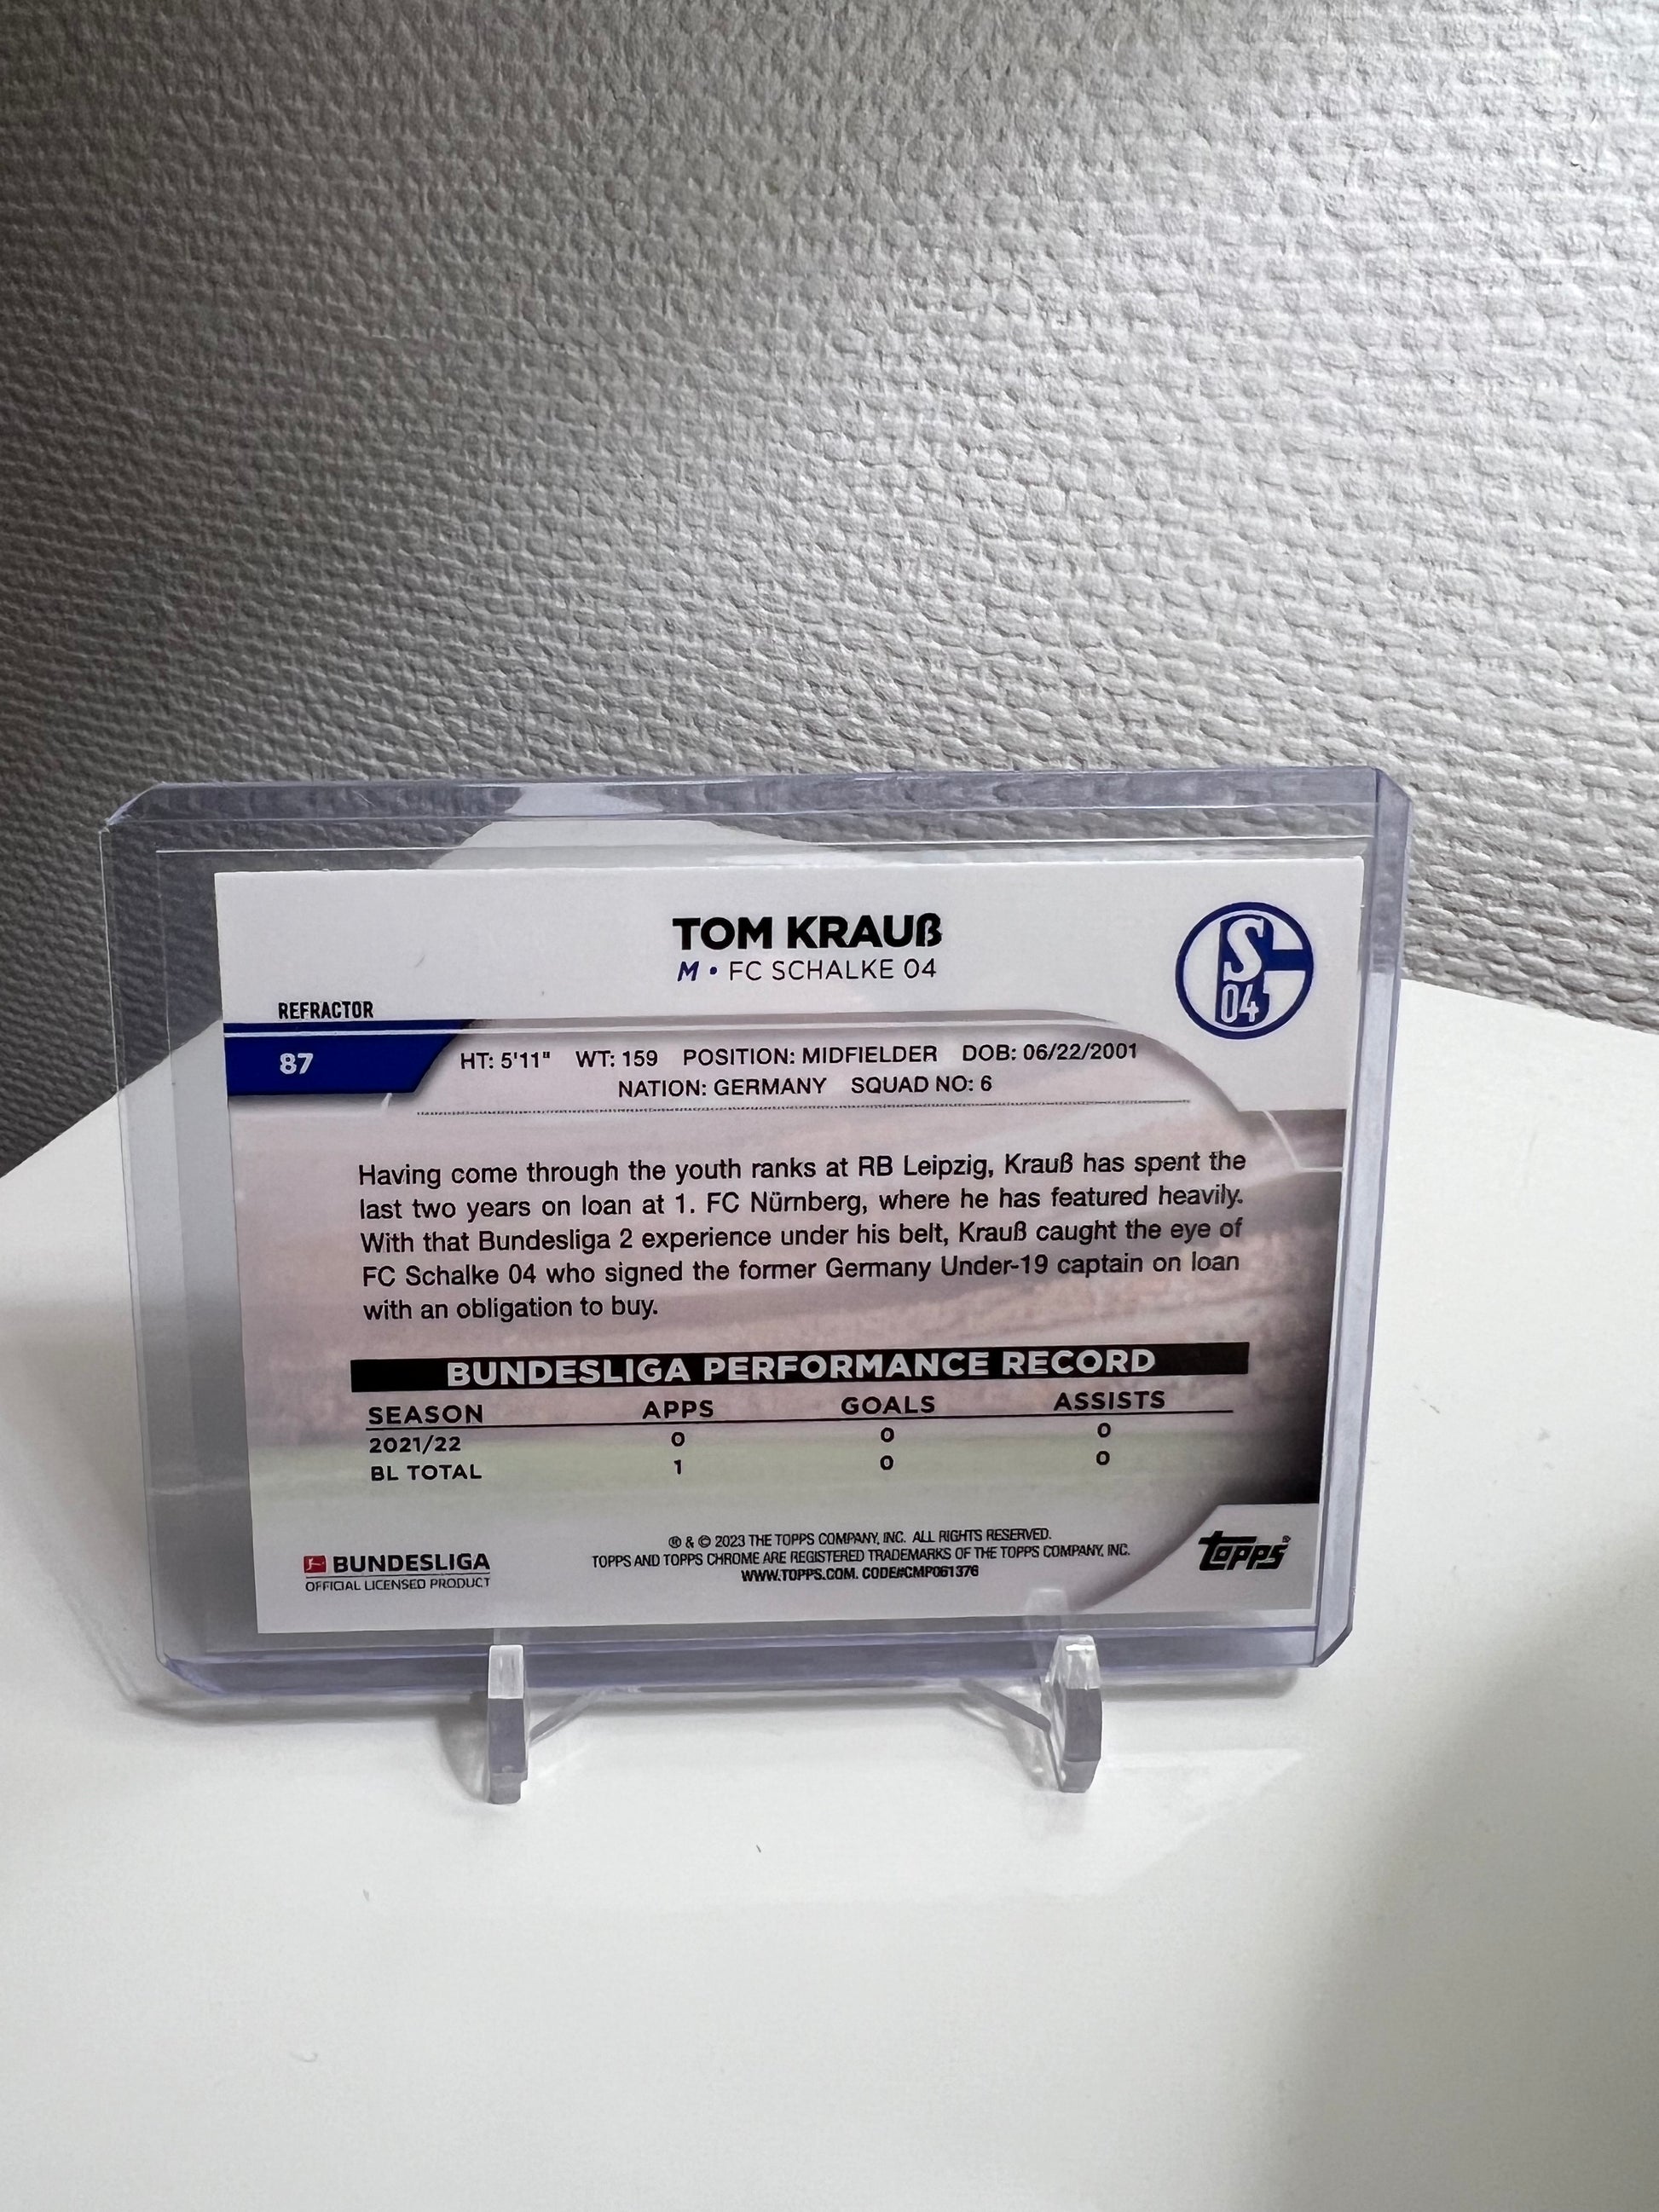 TOM KRAUß
M • FC SCHALKE 04
S
04
REFRACTOR
87
HT: 5'11" WT: 159 POSITION: MIDFIELDER DOB: 06/22/2001
NATION: GERMANY SQUAD NO: 6
Having come through the youth ranks at RB Leipzig, Krauß has spent the
last two years on loan at 1. FC Nürnberg, where he has featured heavily.
With that Bundesliga 2 experience under his belt, Krauß caught the eye of
FC Schalke 04 who signed the former Germany Under-19 captain on loan
with an obligation to buy.
BUNDESLIGA PERFORMANCE RECORD
SEASON APPS GOALS ASSISTS
2021/22 0 0 0
BL TOTAL 1 0 0
® & © 2023 THE TOPPS COMPANY, INC. ALL RIGHTS RESERVED.
TOPPS AND TOPPS CHROME ARE REGISTERED TRADEMARKS OF THE TOPPS COMPANY, INC.
WWW.TOPPS.COM. CODE#CMP061376
BUNDESLIGA
OFFICIAL LICENSED PRODUCT
topps®